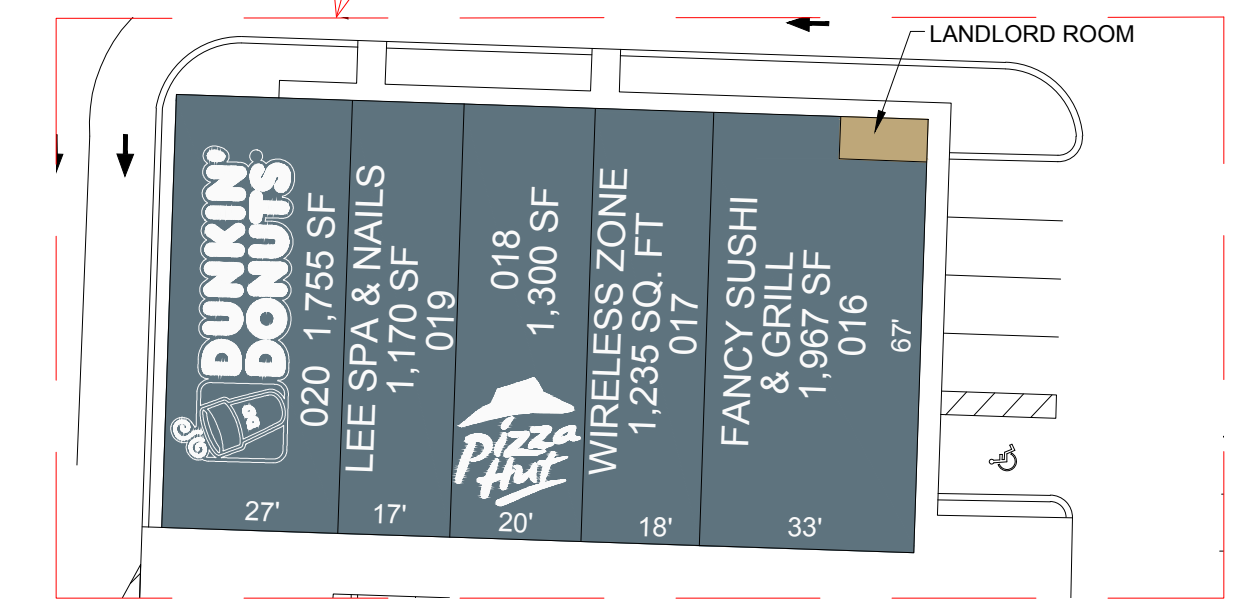 LANDLORD ROOM
DUNKIN'
DONUTS
DD
020 1,755 SF
27'
LEE SPA & NAILS
1,170 SF
019
17'
018
1,300 SF
Pizza
Hut
20'
WIRELESS ZONE
1,235 SQ. FT
017
18'
FANCY SUSHI
& GRILL
1,967 SF
016
67'
33'